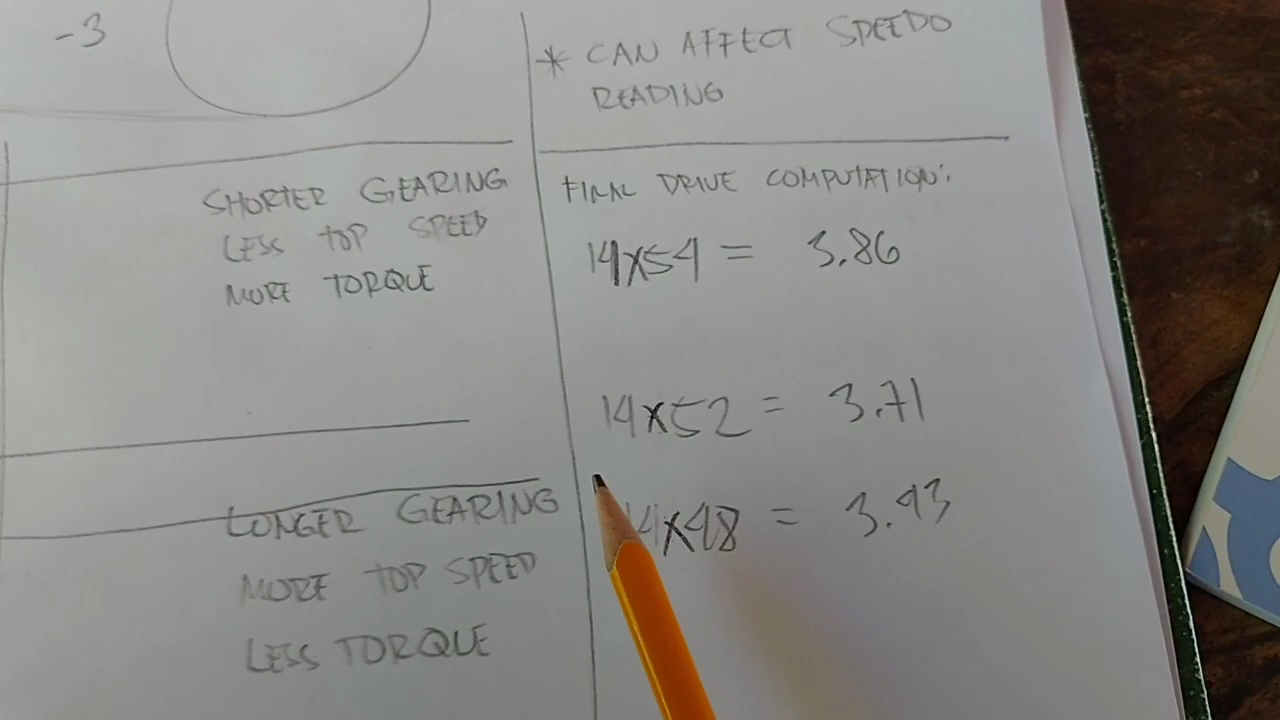 -3
SHORTER GEARING
LESS TOP SPEED
MORE TORQUE
LONGER GEARING
MORE TOP SPEED
LESS TORQUE
* CAN AFFECT SPEEDO
READING
FINAL DRIVE COMPUTATION:
14x54 = 3.86
14x52 = 3.71
4x48 = 3.43